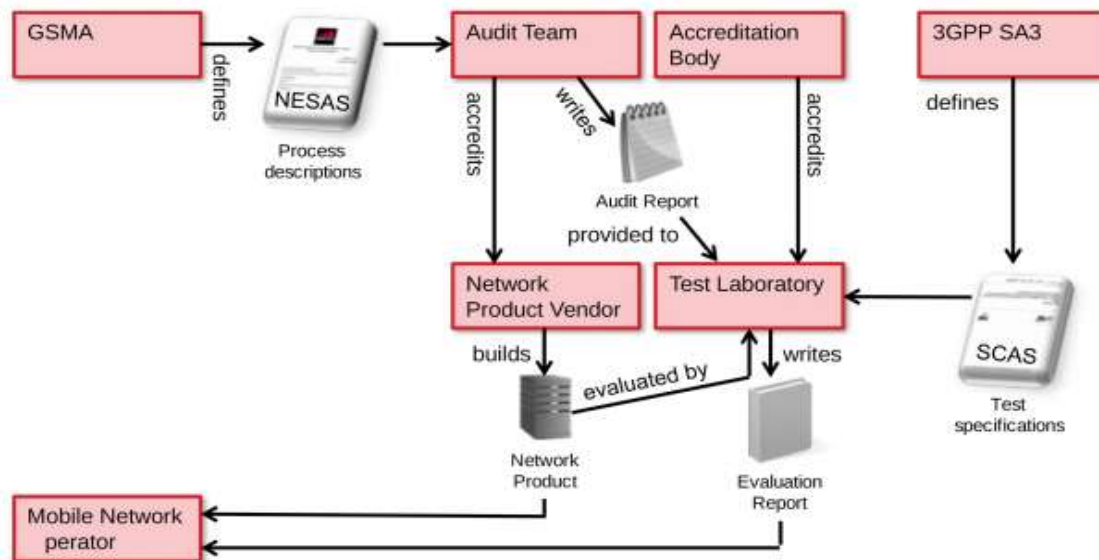 GSMA
Audit Team
Accreditation
Body
3GPP SA3
defines
NESAS
Process
descriptions
accredits
writes
Audit Report
provided to
accredits
defines
Network
Product Vendor
Test Laboratory
SCAS
Test
specifications
builds
evaluated by
writes
Network
Product
Evaluation
Report
Mobile Network
perator